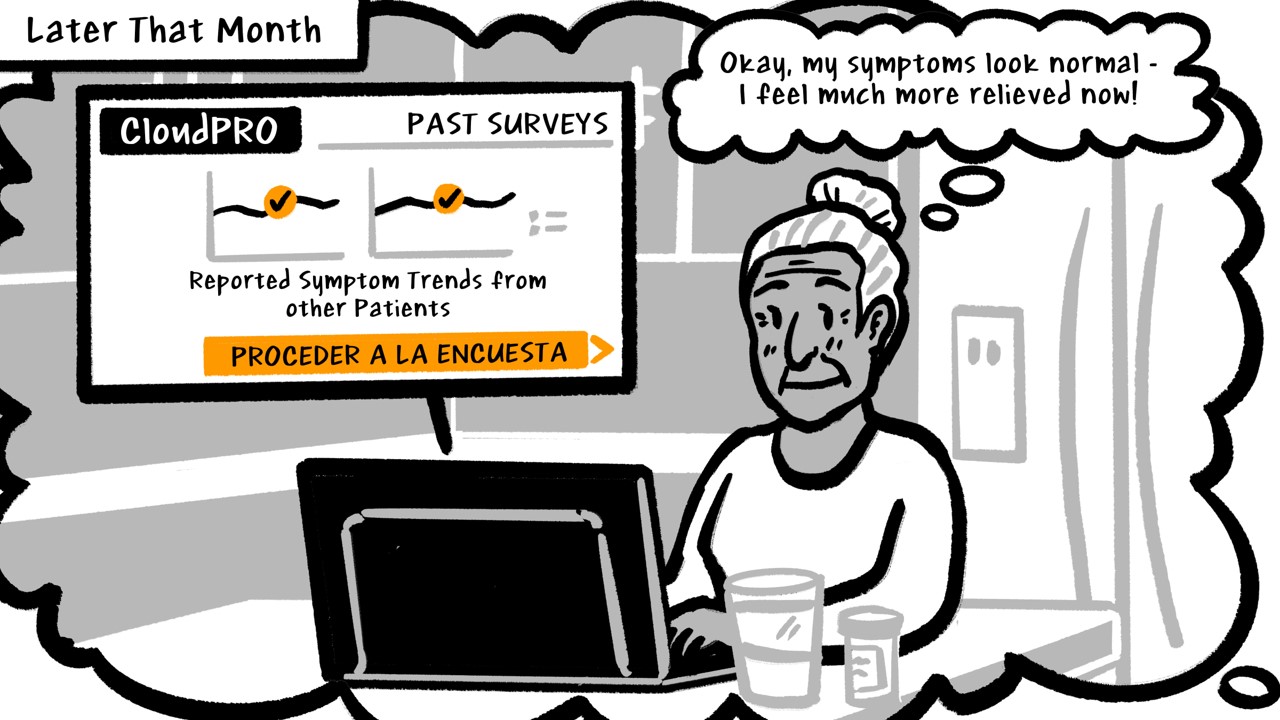 Later That Month
Okay, my symptoms look normal -
I feel much more relieved now!
CloudPRO
PAST SURVEYS
Reported Symptom Trends from
other Patients
PROCEDER A LA ENCUESTA